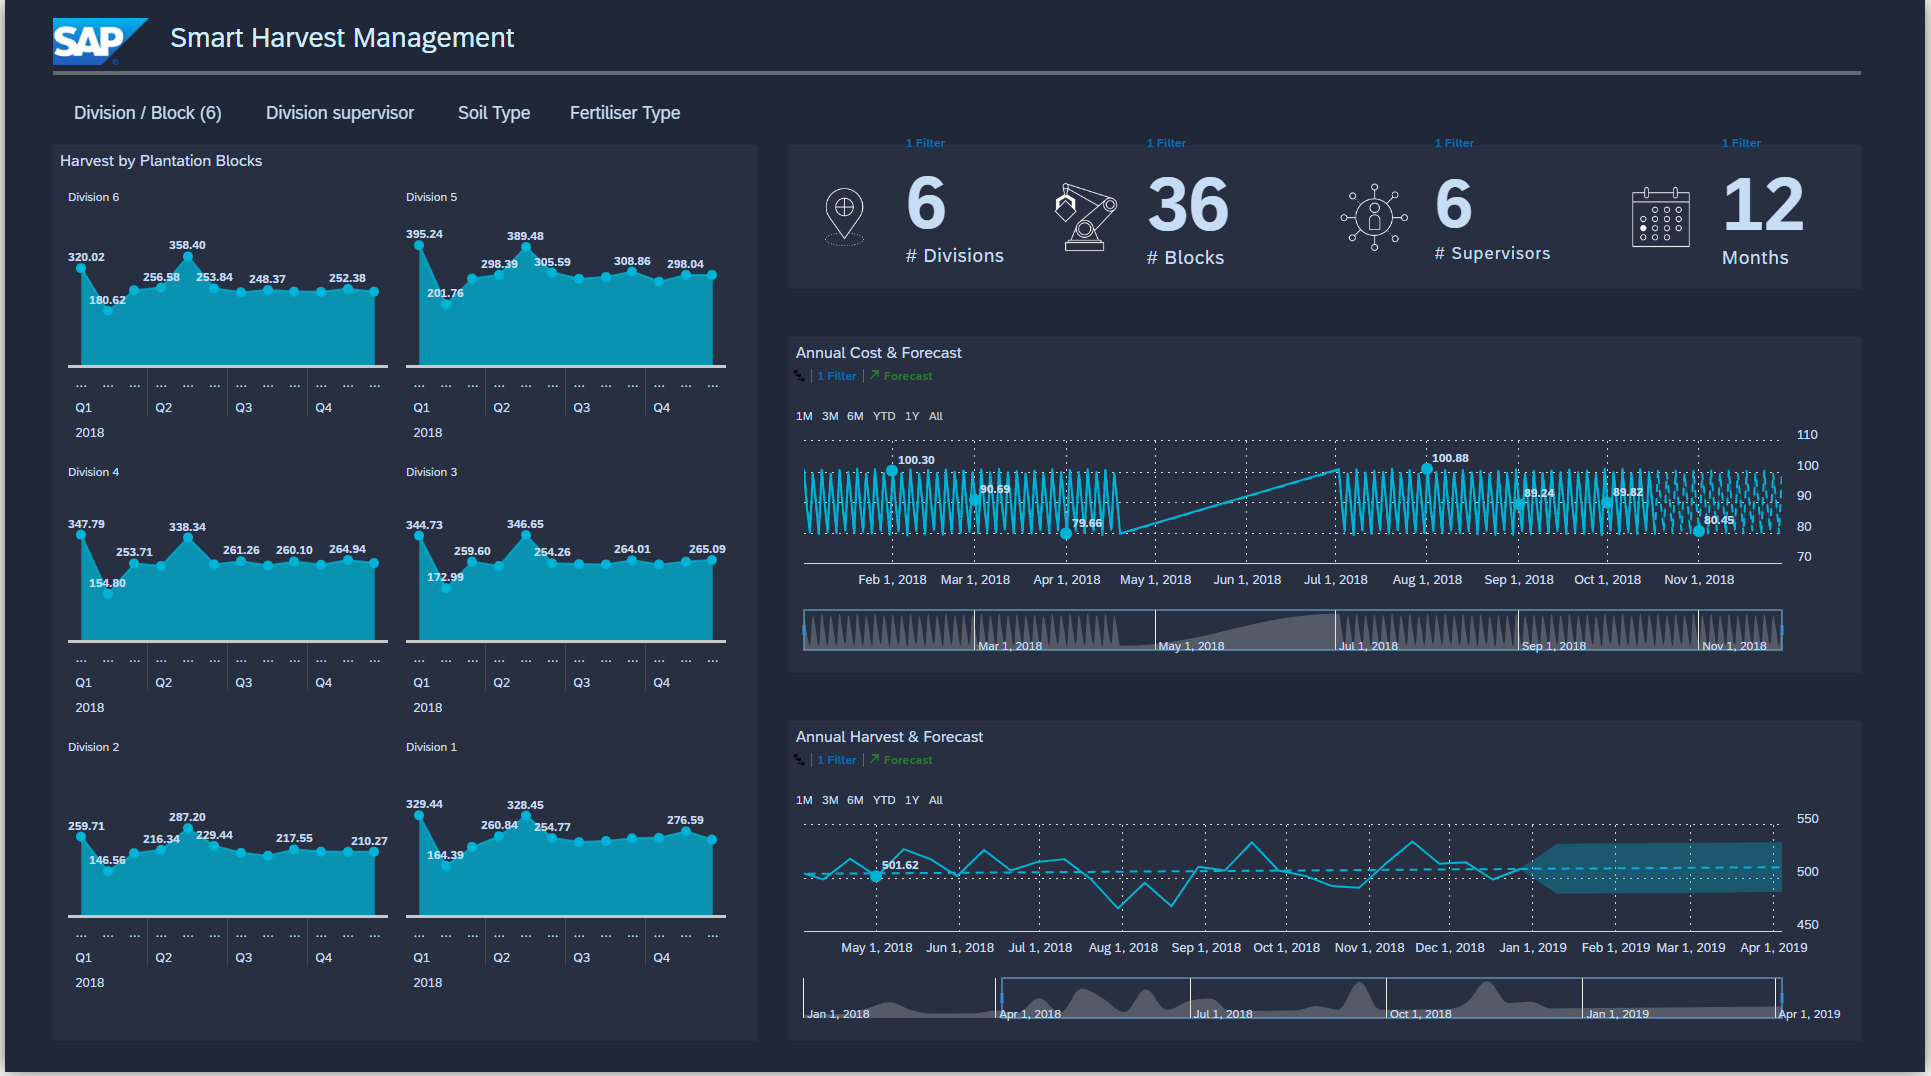 SAP
Smart Harvest Management
Division / Block (6) Division supervisor Soil Type Fertiliser Type
Harvest by Plantation Blocks
Division 6
320.02 180.62 256.58 358.40 253.84 248.37 252.38
... ... ... ... ... ... ... ... ... ... ... ...
Q1 Q2 Q3 Q4
2018
Division 5
395.24 201.76 298.39 389.48 305.59 308.86 298.04
... ... ... ... ... ... ... ... ... ... ... ...
Q1 Q2 Q3 Q4
2018
Division 4
347.79 154.80 253.71 338.34 261.26 260.10 264.94
... ... ... ... ... ... ... ... ... ... ... ...
Q1 Q2 Q3 Q4
2018
Division 3
344.73 172.99 259.60 346.65 254.26 264.01 265.09
... ... ... ... ... ... ... ... ... ... ... ...
Q1 Q2 Q3 Q4
2018
Division 2
259.71 146.56 216.34 287.20 229.44 217.55 210.27
... ... ... ... ... ... ... ... ... ... ... ...
Q1 Q2 Q3 Q4
2018
Division 1
329.44 164.39 260.84 328.45 254.77 276.59
... ... ... ... ... ... ... ... ... ... ... ...
Q1 Q2 Q3 Q4
2018
1 Filter
6
# Divisions
1 Filter
36
# Blocks
1 Filter
6
# Supervisors
1 Filter
12
Months
Annual Cost & Forecast
1 Filter Forecast
1M 3M 6M YTD 1Y All
110
100
90
80
70
100.30 90.69 79.66 100.88 89.24 89.82 80.45
Feb 1, 2018 Mar 1, 2018 Apr 1, 2018 May 1, 2018 Jun 1, 2018 Jul 1, 2018 Aug 1, 2018 Sep 1, 2018 Oct 1, 2018 Nov 1, 2018
Mar 1, 2018 May 1, 2018 Jul 1, 2018 Sep 1, 2018 Nov 1, 2018
Annual Harvest & Forecast
1 Filter Forecast
1M 3M 6M YTD 1Y All
550
500
450
501.62
May 1, 2018 Jun 1, 2018 Jul 1, 2018 Aug 1, 2018 Sep 1, 2018 Oct 1, 2018 Nov 1, 2018 Dec 1, 2018 Jan 1, 2019 Feb 1, 2019 Mar 1, 2019 Apr 1, 2019
Jan 1, 2018 Apr 1, 2018 Jul 1, 2018 Oct 1, 2018 Jan 1, 2019 Apr 1, 2019